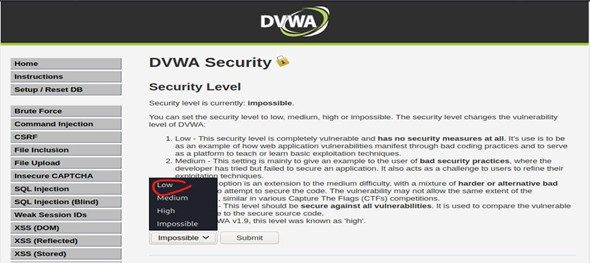 DVWA
Home
Instructions
Setup / Reset DB
Brute Force
Command Injection
CSRF
File Inclusion
File Upload
Insecure CAPTCHA
SQL Injection
SQL Injection (Blind)
Weak Session IDs
XSS (DOM)
XSS (Reflected)
XSS (Stored)
DVWA Security
Security Level
Security level is currently: impossible.
You can set the security level to low, medium, high or impossible. The security level changes the vulnerability
level of DVWA:
1. Low - This security level is completely vulnerable and has no security measures at all. It's use is to be
as an example of how web application vulnerabilities manifest through bad coding practices and to serve
as a platform to teach or learn basic exploitation techniques.
2. Medium - This setting is mainly to give an example to the user of bad security practices, where the
developer has tried but failed to secure an application. It also acts as a challenge to users to refine their
exploitation techniques.
option is an extension to the medium difficulty, with a mixture of harder or alternative bad
to attempt to secure the code. The vulnerability may not allow the same extent of the
, similar in various Capture The Flags (CTFs) competitions.
- This level should be secure against all vulnerabilities. It is used to compare the vulnerable
e to the secure source code.
WA v1.9, this level was known as 'high'.
Low
Medium
High
Impossible
Impossible
Submit